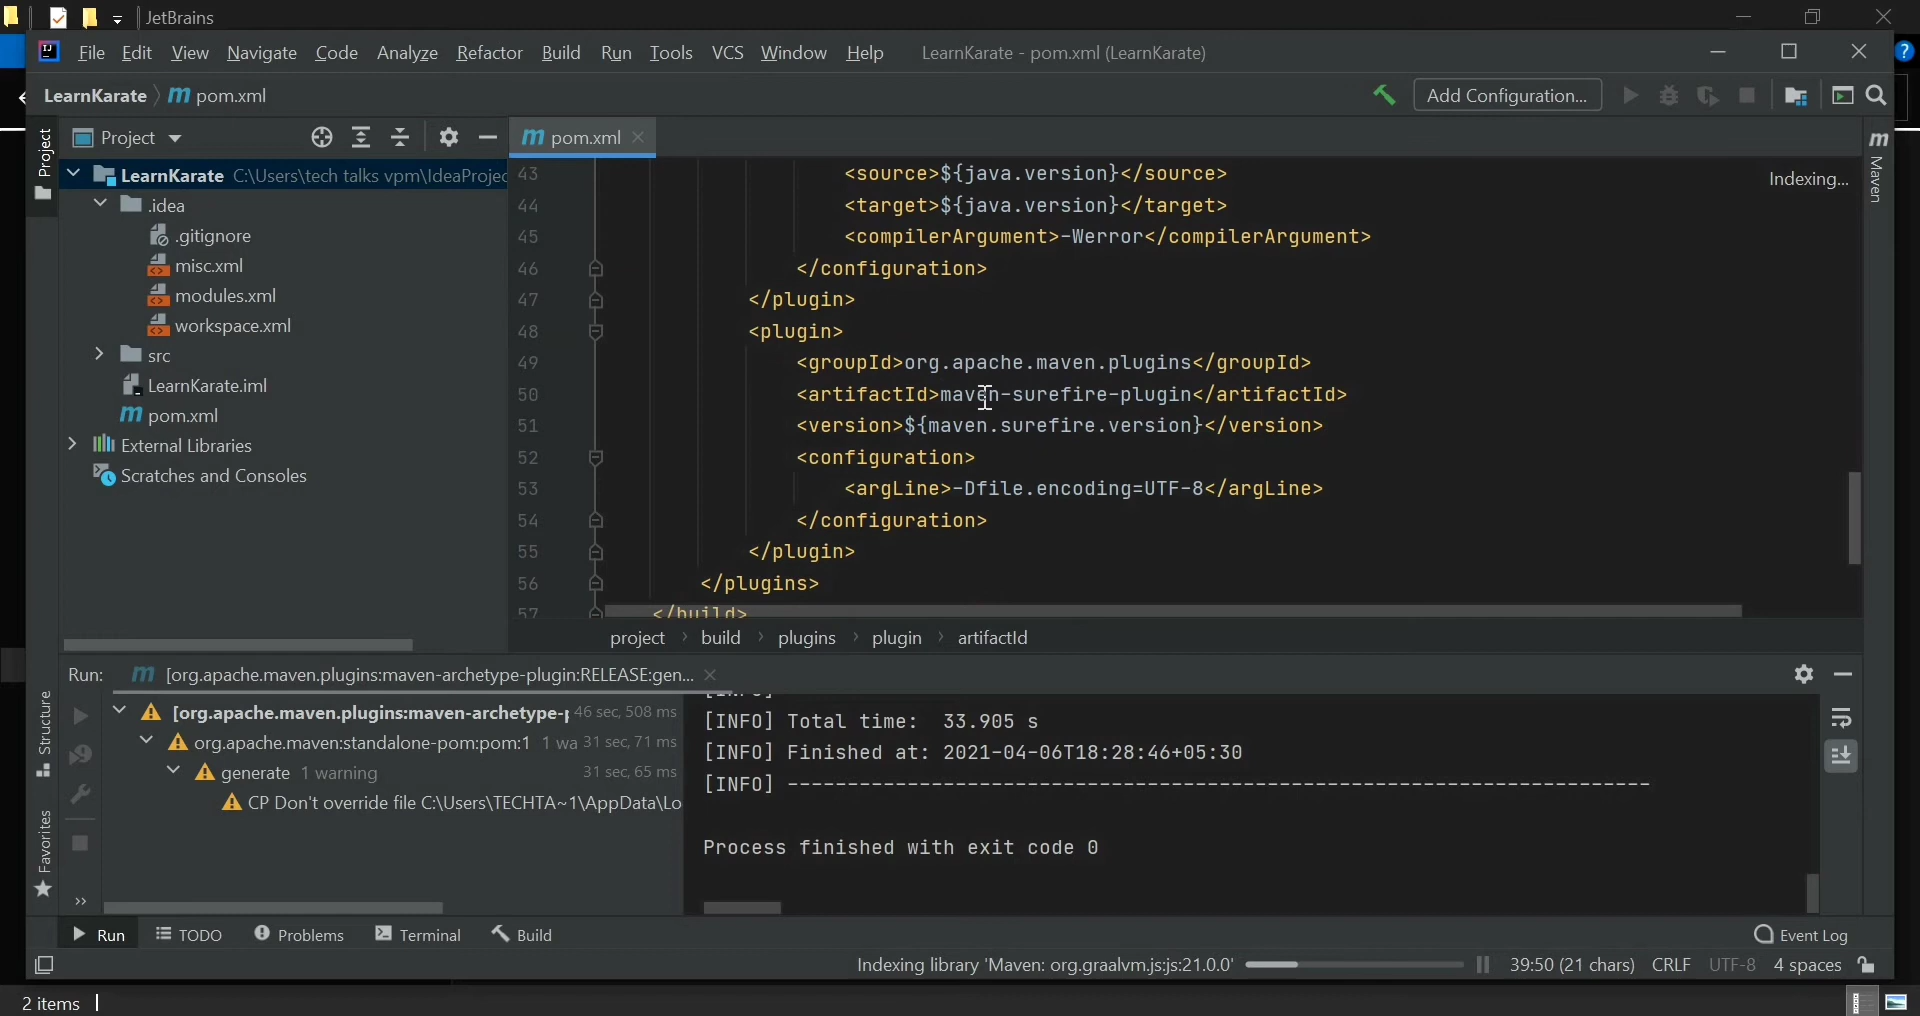 JetBrains
File Edit View Navigate Code Analyze Refactor Build Run Tools VCS Window Help LearnKarate - pom.xml (LearnKarate)
LearnKarate m pom.xml Add Configuration...
Project
Project
m pom.xml
LearnKarate C:\Users\tech talks vpm\IdeaProjec
.idea
.gitignore
misc.xml
modules.xml
workspace.xml
src
LearnKarate.iml
m pom.xml
External Libraries
Scratches and Consoles
43 <source>${java.version}</source>
44 <target>${java.version}</target>
45 <compilerArgument>-Werror</compilerArgument>
46 </configuration>
47 </plugin>
48 <plugin>
49 <groupId>org.apache.maven.plugins</groupId>
50 <artifactId>maven-surefire-plugin</artifactId>
51 <version>${maven.surefire.version}</version>
52 <configuration>
53 <argLine>-Dfile.encoding=UTF-8</argLine>
54 </configuration>
55 </plugin>
56 </plugins>
57 </build>
Indexing...
m Maven
project build plugins plugin artifactId
Run: m [org.apache.maven.plugins:maven-archetype-plugin:RELEASE:gen...
[org.apache.maven.plugins:maven-archetype-p 46 sec, 508 ms
org.apache.maven:standalone-pom:pom:1 1 wa 31 sec, 71 ms
generate 1 warning 31 sec, 65 ms
CP Don't override file C:\Users\TECHTA~1\AppData\Lo
[INFO]
[INFO] Total time: 33.905 s
[INFO] Finished at: 2021-04-06T18:28:46+05:30
[INFO] ------------------------------------------------------------------------
Process finished with exit code 0
Structure
Favorites
Run TODO Problems Terminal Build Event Log
Indexing library 'Maven: org.graalvm.js:js:21.0.0' 39:50 (21 chars) CRLF UTF-8 4 spaces
2 items